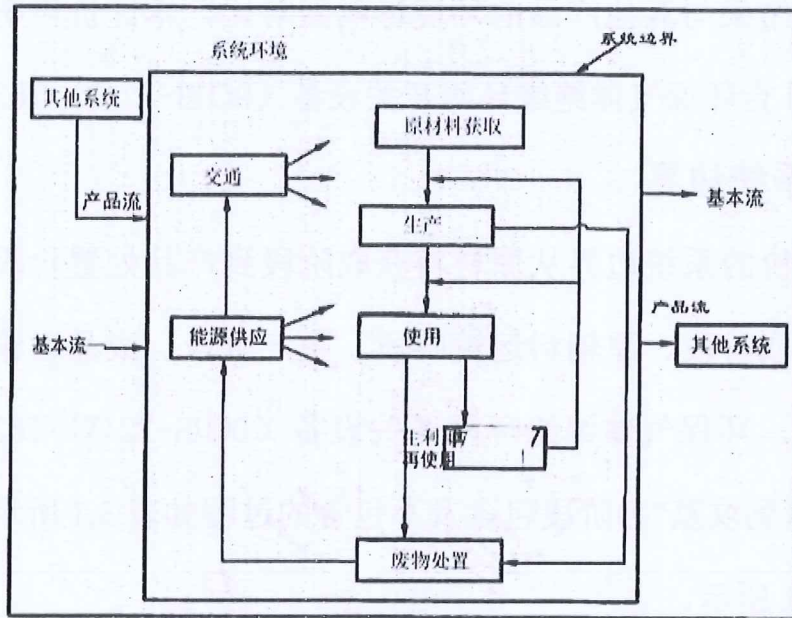 系统环境
系统边界
其他系统
原材料获取
交通
产品流
基本流
生产
产品流
能源供应
使用
基本流
其他系统
生利
再使用
废物处置